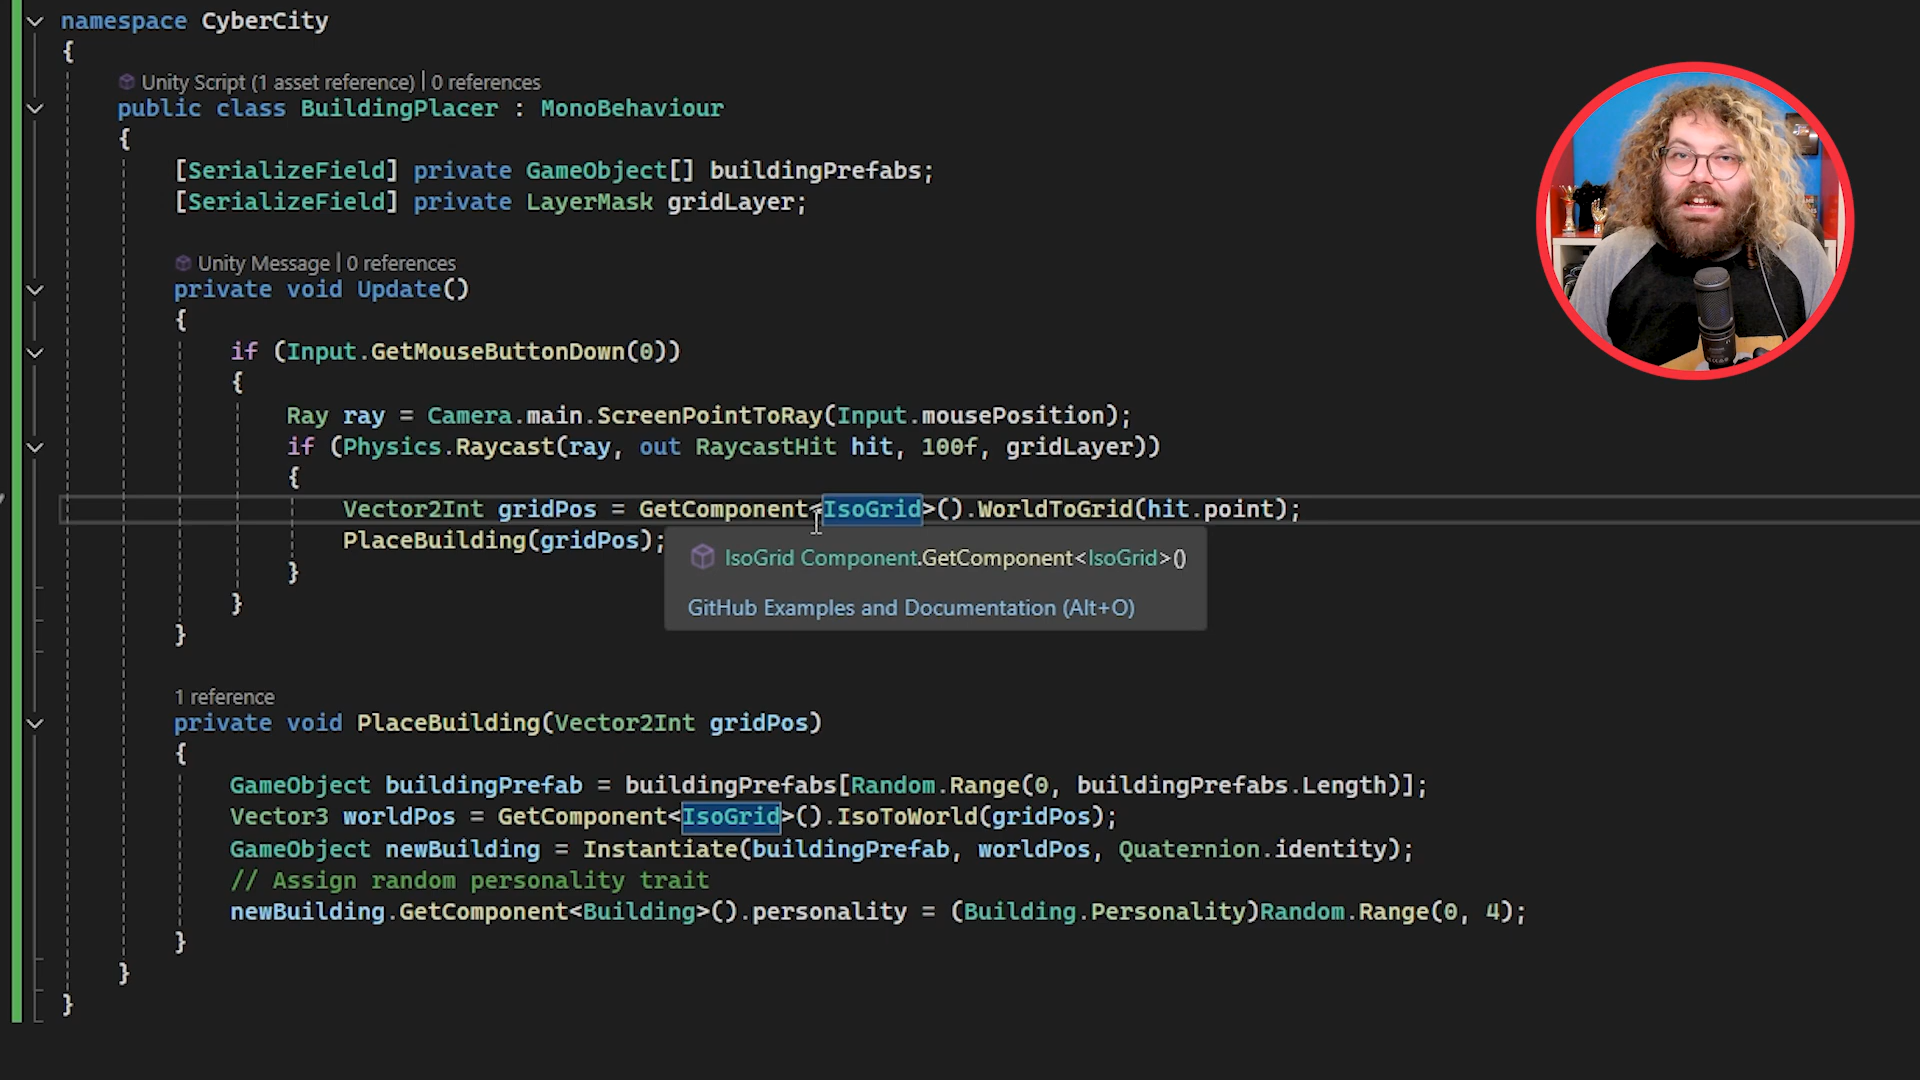 namespace CyberCity
{
Unity Script (1 asset reference) | 0 references
public class BuildingPlacer : MonoBehaviour
{
[SerializeField] private GameObject[] buildingPrefabs;
[SerializeField] private LayerMask gridLayer;
Unity Message | 0 references
private void Update()
{
if (Input.GetMouseButtonDown(0))
{
Ray ray = Camera.main.ScreenPointToRay(Input.mousePosition);
if (Physics.Raycast(ray, out RaycastHit hit, 100f, gridLayer))
{
Vector2Int gridPos = GetComponent<IsoGrid>().WorldToGrid(hit.point);
PlaceBuilding(gridPos);
IsoGrid Component.GetComponent<IsoGrid>()
GitHub Examples and Documentation (Alt+O)
}
}
}
1 reference
private void PlaceBuilding(Vector2Int gridPos)
{
GameObject buildingPrefab = buildingPrefabs[Random.Range(0, buildingPrefabs.Length)];
Vector3 worldPos = GetComponent<IsoGrid>().IsoToWorld(gridPos);
GameObject newBuilding = Instantiate(buildingPrefab, worldPos, Quaternion.identity);
// Assign random personality trait
newBuilding.GetComponent<Building>().personality = (Building.Personality)Random.Range(0, 4);
}
}
}